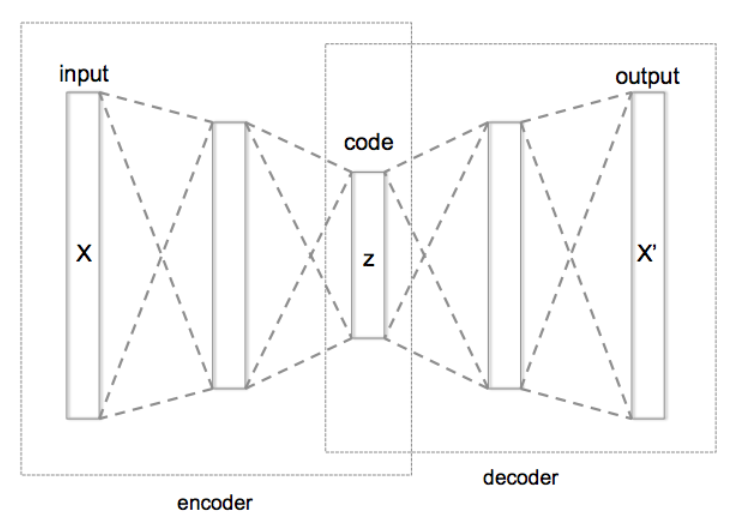 input
output
code
X
z
X'
decoder
encoder